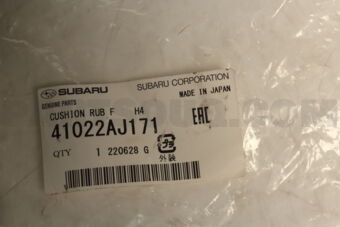 SUBARU
SUBARU CORPORATION
GENUINE PARTS
MADE IN JAPAN
CUSHION RUB F H4
41022AJ171
EAC
QTY 1 220628 G
外装